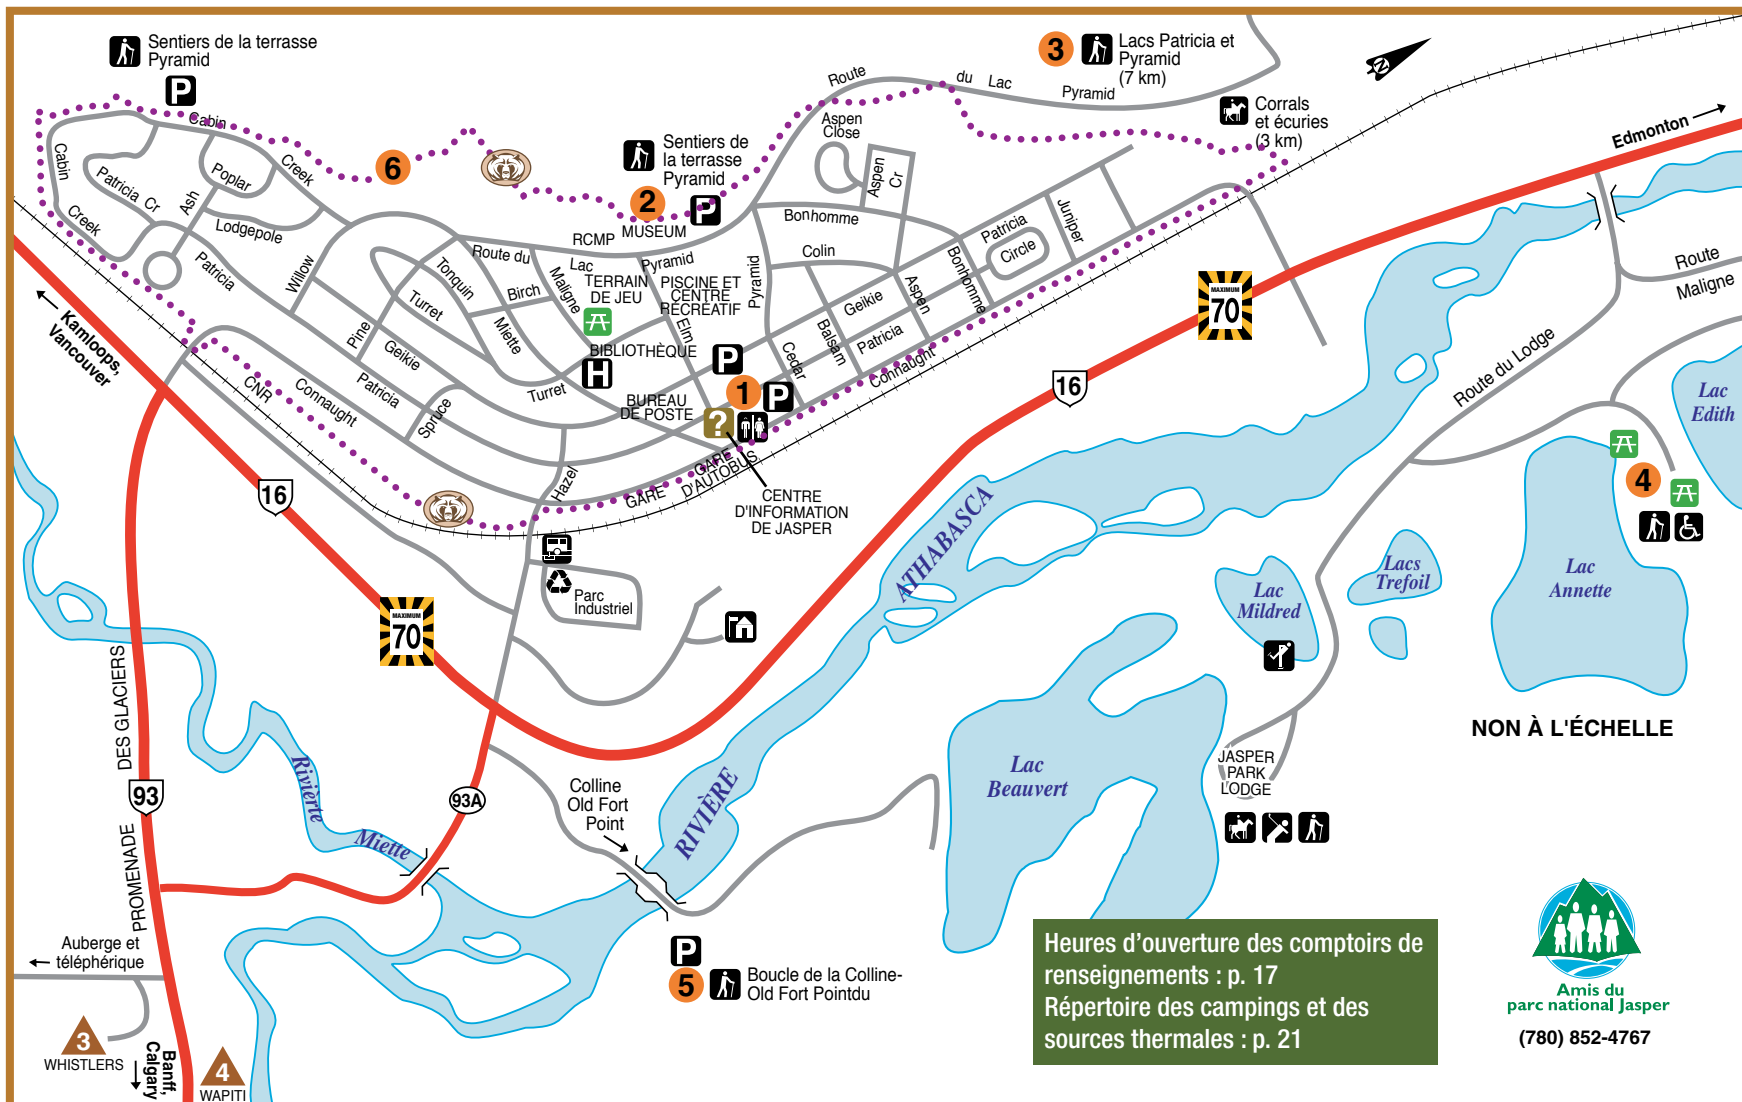 Sentiers de la terrasse
Pyramid
P
Cabin
Cabin
Creek
Patricia Cr
Ash
Poplar
Lodgepole
Creek
Patricia
Willow
6
Sentiers de
la terrasse
Pyramid
2
P
MUSEUM
RCMP
Route
du
Lac
Pyramid
3
Lacs Patricia et
Pyramid
(7 km)
N
Corrals
et écuries
(3 km)
Edmonton
Aspen
Close
Aspen
Cr
Bonhomme
Colin
Patricia
Circle
Juniper
Bonhomme
Aspen
Geikie
Patricia
Balsam
Cedar
Connaught
Pyramid
Route du
Lac
Pyramid
Tonquin
Turret
Birch
Maligne
Miette
TERRAIN
DE JEU
PISCINE ET
CENTRE
RÉCRÉATIF
Elm
BIBLIOTHÈQUE
H
Turret
P
1
P
BUREAU
DE POSTE
?
Pine
Geikie
Patricia
Spruce
Connaught
CNR
Hazel
GARE
GARE
D'AUTOBUS
CENTRE
D'INFORMATION
DE JASPER
Kamloops,
Vancouver
16
16
MAXIMUM
70
MAXIMUM
70
Parc
Industriel
Route
Maligne
Route du Lodge
Lac
Edith
4
Lac
Annette
Lacs
Trefoil
Lac
Mildred
ATHABASCA
RIVIÈRE
Lac
Beauvert
JASPER
PARK
LODGE
NON À L'ÉCHELLE
DES GLACIERS
93
PROMENADE
93A
Rivierte
Miette
Colline
Old Fort
Point
P
5
Boucle de la Colline-
Old Fort Pointdu
Auberge et
téléphérique
3
WHISTLERS
Banff,
Calgary
4
WAPITI
Heures d’ouverture des comptoirs de
renseignements : p. 17
Répertoire des campings et des
sources thermales : p. 21
Amis du
parc national Jasper
(780) 852-4767